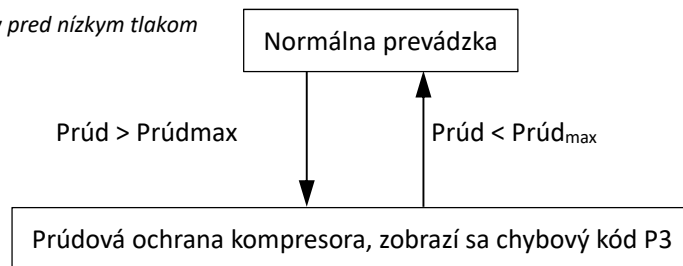 pred nízkym tlakom
Normálna prevádzka
Prúd > Prúdmax
Prúd < Prúdmax
Prúdová ochrana kompresora, zobrazí sa chybový kód P3